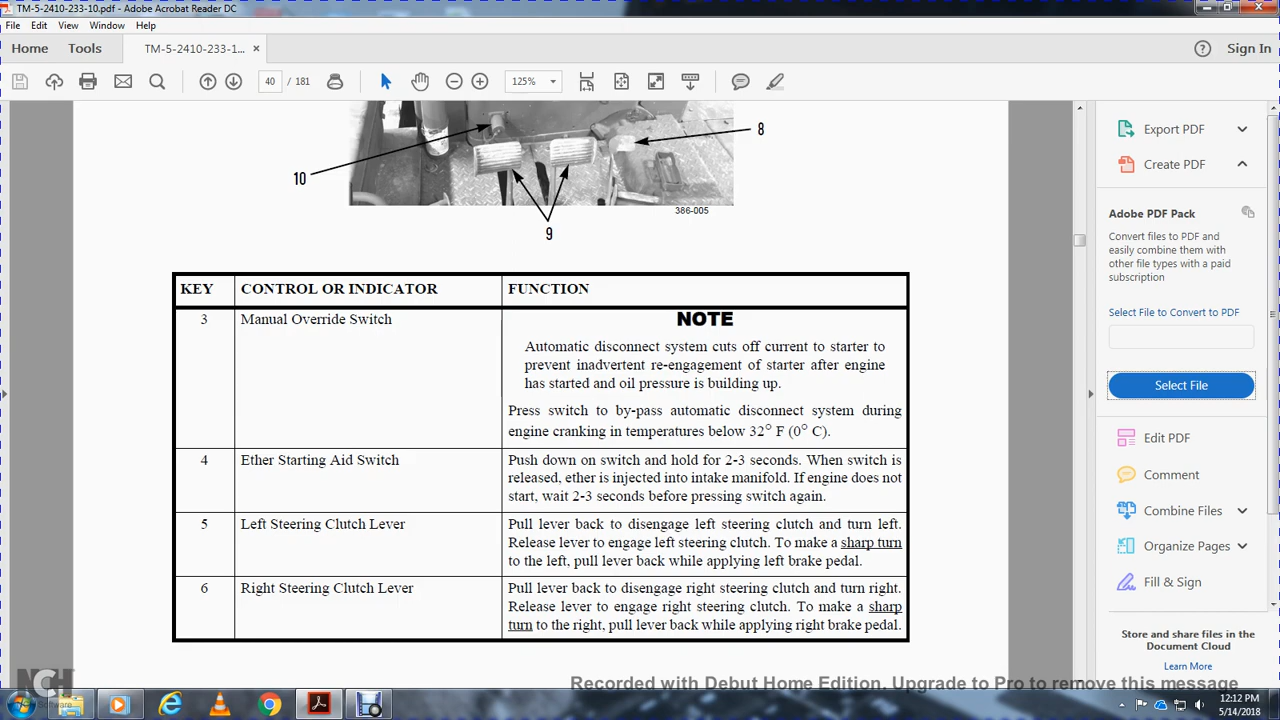 TM-5-2410-233-10.pdf - Adobe Acrobat Reader DC
File Edit View Window Help
Home Tools TM-5-2410-233-1... × Sign In
40 / 181 125%
10
8
9
386-005
KEY CONTROL OR INDICATOR FUNCTION
3 Manual Override Switch NOTE
Automatic disconnect system cuts off current to starter to
prevent inadvertent re-engagement of starter after engine
has started and oil pressure is building up.
Press switch to by-pass automatic disconnect system during
engine cranking in temperatures below 32° F (0° C).
4 Ether Starting Aid Switch Push down on switch and hold for 2-3 seconds. When switch is
released, ether is injected into intake manifold. If engine does not
start, wait 2-3 seconds before pressing switch again.
5 Left Steering Clutch Lever Pull lever back to disengage left steering clutch and turn left.
Release lever to engage left steering clutch. To make a sharp turn
to the left, pull lever back while applying left brake pedal.
6 Right Steering Clutch Lever Pull lever back to disengage right steering clutch and turn right.
Release lever to engage right steering clutch. To make a sharp
turn to the right, pull lever back while applying right brake pedal.
Export PDF
Create PDF
Adobe PDF Pack
Convert files to PDF and
easily combine them with
other file types with a paid
subscription
Select File to Convert to PDF
Select File
Edit PDF
Comment
Combine Files
Organize Pages
Fill & Sign
Store and share files in the
Document Cloud
Learn More
NCH
Software
Recorded with Debut Home Edition. Upgrade to Pro to remove this message
12:12 PM
5/14/2018